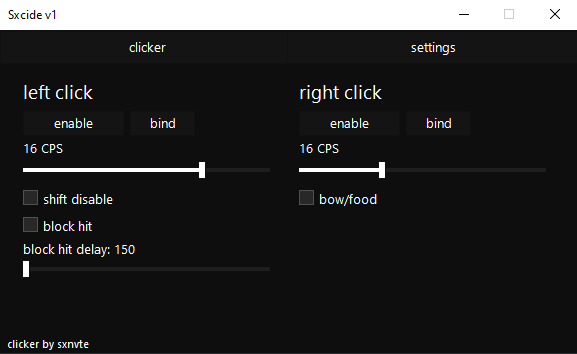 Sxcide v1
clicker
settings
left click
enable
bind
16 CPS
shift disable
block hit
block hit delay: 150
right click
enable
bind
16 CPS
bow/food
clicker by sxnvte